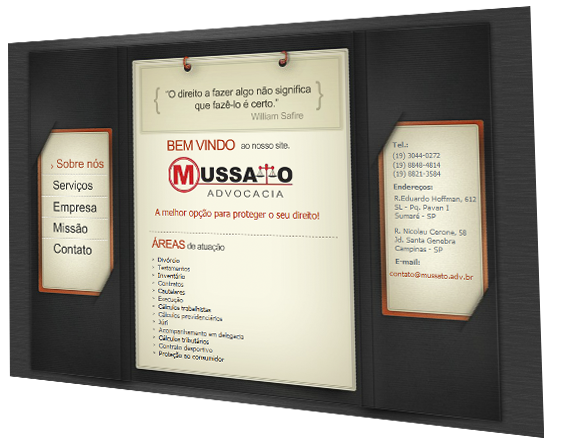 Sobre nós
Serviços
Empresa
Missão
Contato
"O direito a fazer algo não significa
que fazê-lo é certo."
William Safire
BEM VINDO ao nosso site.
MUSSATO
ADVOCACIA
A melhor opção para proteger o seu direito!
ÁREAS de atuação
Divórcio
Testamentos
Inventário
Contratos
Cautelares
Execução
Cálculos trabalhistas
Cálculos previdenciários
Júri
Acompanhamento em delegacia
Cálculos tributários
Contrato desportivo
Proteção ao consumidor
Tel.:
(19) 3044-0272
(19) 8848-4814
(19) 8821-3584
Endereços:
R.Eduardo Hoffman, 612
SL - Pq. Pavan I
Sumaré - SP
R. Nicolau Cerone, 58
Jd. Santa Genebra
Campinas - SP
E-mail:
contato@mussato.adv.br